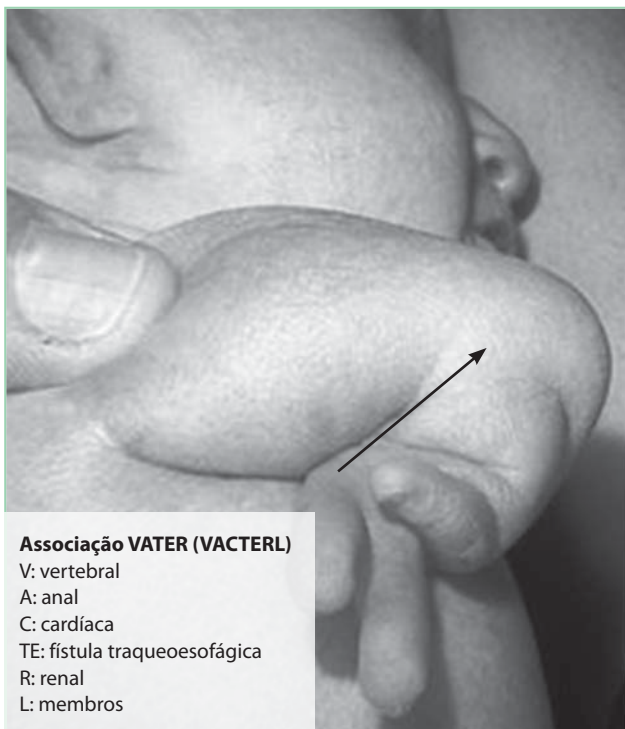 Associação VATER (VACTERL)
V: vertebral
A: anal
C: cardíaca
TE: fístula traqueoesofágica
R: renal
L: membros